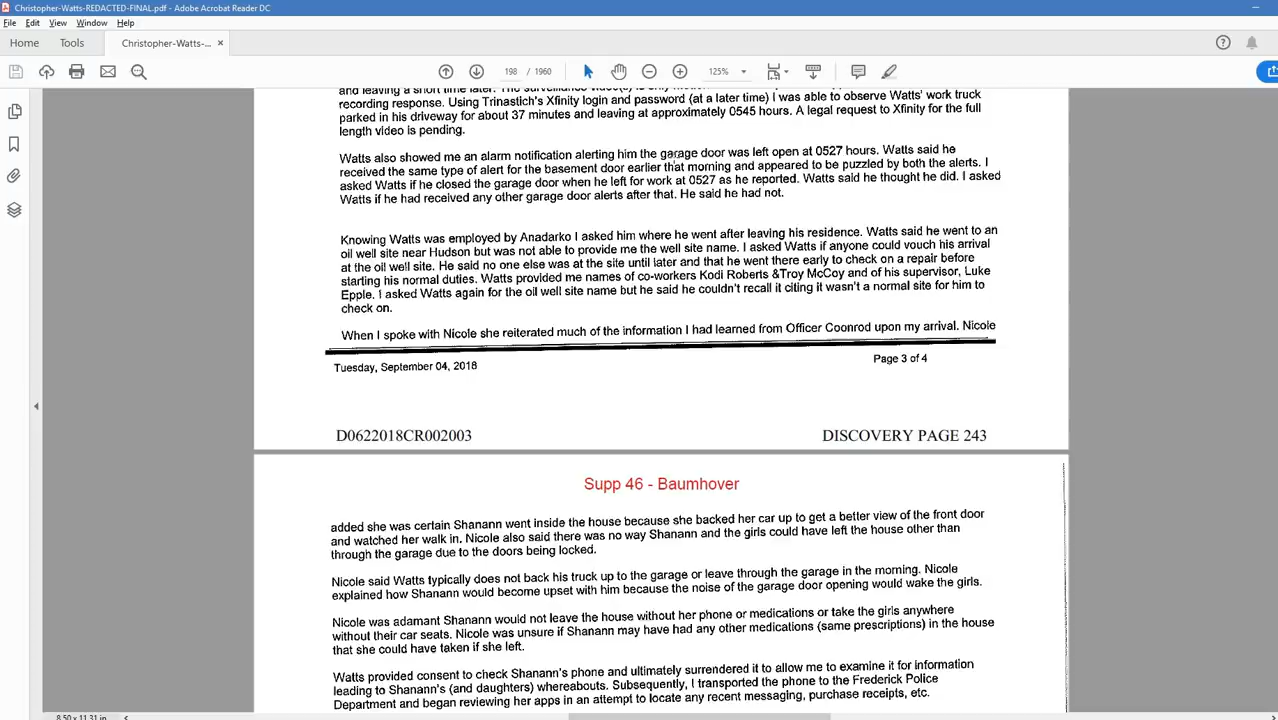 Christopher-Watts-REDACTED-FINAL.pdf - Adobe Acrobat Reader DC
File Edit View Window Help
Home Tools Christopher-Watts-... ×
198 / 1960 125%
and leaving a short time later. The surveillance video(s) is only
recording response. Using Trinastich's Xfinity login and password (at a later time) I was able to observe Watts' work truck
parked in his driveway for about 37 minutes and leaving at approximately 0545 hours. A legal request to Xfinity for the full
length video is pending.
Watts also showed me an alarm notification alerting him the garage door was left open at 0527 hours. Watts said he
received the same type of alert for the basement door earlier that morning and appeared to be puzzled by both the alerts. I
asked Watts if he closed the garage door when he left for work at 0527 as he reported. Watts said he thought he did. I asked
Watts if he had received any other garage door alerts after that. He said he had not.
Knowing Watts was employed by Anadarko I asked him where he went after leaving his residence. Watts said he went to an
oil well site near Hudson but was not able to provide me the well site name. I asked Watts if anyone could vouch his arrival
at the oil well site. He said no one else was at the site until later and that he went there early to check on a repair before
starting his normal duties. Watts provided me names of co-workers Kodi Roberts &Troy McCoy and of his supervisor, Luke
Epple. I asked Watts again for the oil well site name but he said he couldn't recall it citing it wasn't a normal site for him to
check on.
When I spoke with Nicole she reiterated much of the information I had learned from Officer Coonrod upon my arrival. Nicole
Tuesday, September 04, 2018 Page 3 of 4
D0622018CR002003 DISCOVERY PAGE 243
Supp 46 - Baumhover
added she was certain Shanann went inside the house because she backed her car up to get a better view of the front door
and watched her walk in. Nicole also said there was no way Shanann and the girls could have left the house other than
through the garage due to the doors being locked.
Nicole said Watts typically does not back his truck up to the garage or leave through the garage in the morning. Nicole
explained how Shanann would become upset with him because the noise of the garage door opening would wake the girls.
Nicole was adamant Shanann would not leave the house without her phone or medications or take the girls anywhere
without their car seats. Nicole was unsure if Shanann may have had any other medications (same prescriptions) in the house
that she could have taken if she left.
Watts provided consent to check Shanann's phone and ultimately surrendered it to allow me to examine it for information
leading to Shanann's (and daughters) whereabouts. Subsequently, I transported the phone to the Frederick Police
Department and began reviewing her apps in an attempt to locate any recent messaging, purchase receipts, etc.
8.50 x 11.31 in